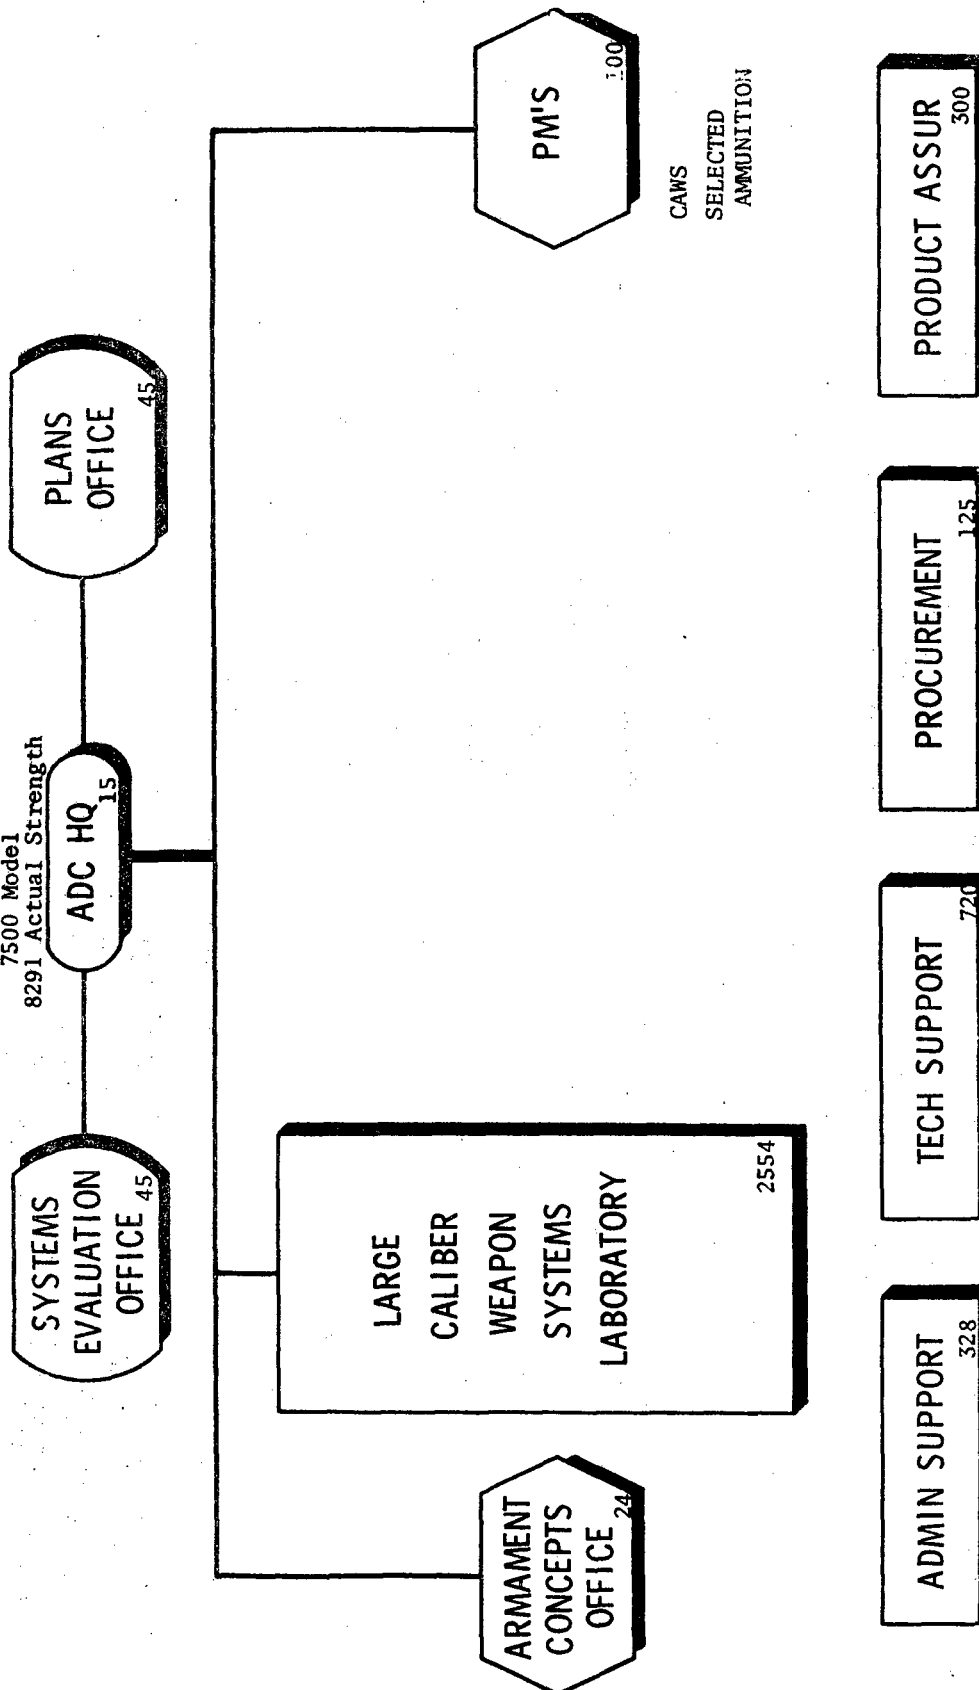 7500 Model
8291 Actual Strength
SYSTEMS
EVALUATION
OFFICE
45
ADC HQ
15
PLANS
OFFICE
45
ARMAMENT
CONCEPTS
OFFICE
24
LARGE
CALIBER
WEAPON
SYSTEMS
LABORATORY
2554
PM'S
100
CAWS
SELECTED
AMMUNITION
ADMIN SUPPORT
328
TECH SUPPORT
720
PROCUREMENT
125
PRODUCT ASSUR
300